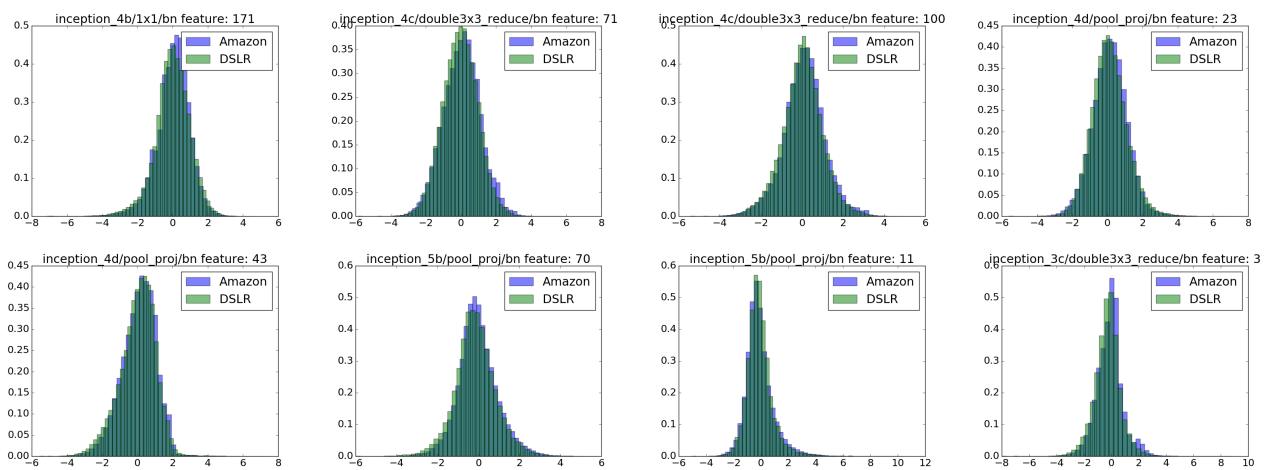 inception_4b/1x1/bn feature: 171
0.5
0.4
0.3
0.2
0.1
0.0
−8 −6 −4 −2 0 2 4 6
Amazon
DSLR
inception_4c/double3x3_reduce/bn feature: 71
0.40
0.35
0.30
0.25
0.20
0.15
0.10
0.05
0.00
−6 −4 −2 0 2 4 6 8
Amazon
DSLR
inception_4c/double3x3_reduce/bn feature: 100
0.5
0.4
0.3
0.2
0.1
0.0
−6 −4 −2 0 2 4 6
Amazon
DSLR
inception_4d/pool_proj/bn feature: 23
0.45
0.40
0.35
0.30
0.25
0.20
0.15
0.10
0.05
0.00
−6 −4 −2 0 2 4 6 8
Amazon
DSLR
inception_4d/pool_proj/bn feature: 43
0.45
0.40
0.35
0.30
0.25
0.20
0.15
0.10
0.05
0.00
−6 −4 −2 0 2 4 6 8
Amazon
DSLR
inception_5b/pool_proj/bn feature: 70
0.6
0.5
0.4
0.3
0.2
0.1
0.0
−6 −4 −2 0 2 4 6
Amazon
DSLR
inception_5b/pool_proj/bn feature: 11
0.6
0.5
0.4
0.3
0.2
0.1
0.0
−6 −4 −2 0 2 4 6 8 10 12
Amazon
DSLR
inception_3c/double3x3_reduce/bn feature: 3
0.6
0.5
0.4
0.3
0.2
0.1
0.0
−6 −4 −2 0 2 4 6 8 10
Amazon
DSLR